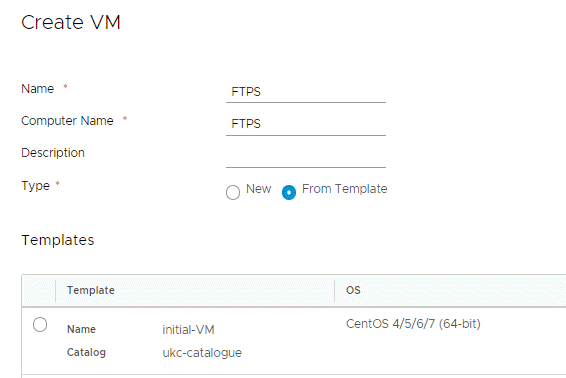 Create VM
Name *
FTPS
Computer Name *
FTPS
Description
Type *
New
From Template
Templates
Template
OS
Name
initial-VM
CentOS 4/5/6/7 (64-bit)
Catalog
ukc-catalogue